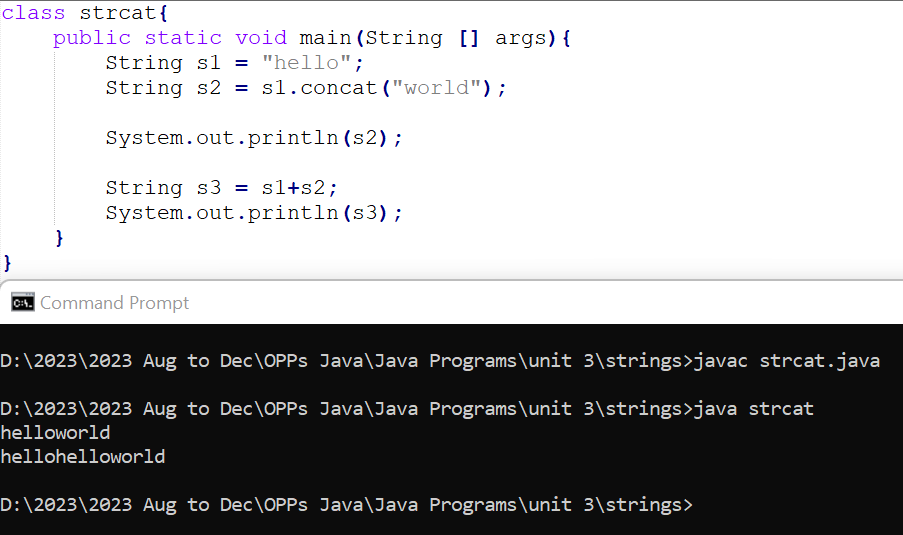 class strcat{
    public static void main(String [] args){
        String s1 = "hello";
        String s2 = s1.concat("world");
        System.out.println(s2);
        String s3 = s1+s2;
        System.out.println(s3);
    }
}
C:\. Command Prompt
D:\2023\2023 Aug to Dec\OPPs Java\Java Programs\unit 3\strings>javac strcat.java
D:\2023\2023 Aug to Dec\OPPs Java\Java Programs\unit 3\strings>java strcat
helloworld
hellohelloworld
D:\2023\2023 Aug to Dec\OPPs Java\Java Programs\unit 3\strings>